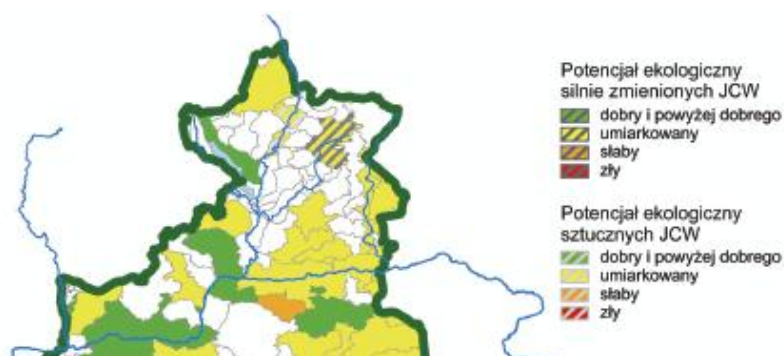 Potencjał ekologiczny
silnie zmienionych JCW
dobry i powyżej dobrego
umiarkowany
słaby
zły
Potencjał ekologiczny
sztucznych JCW
dobry i powyżej dobrego
umiarkowany
słaby
zły